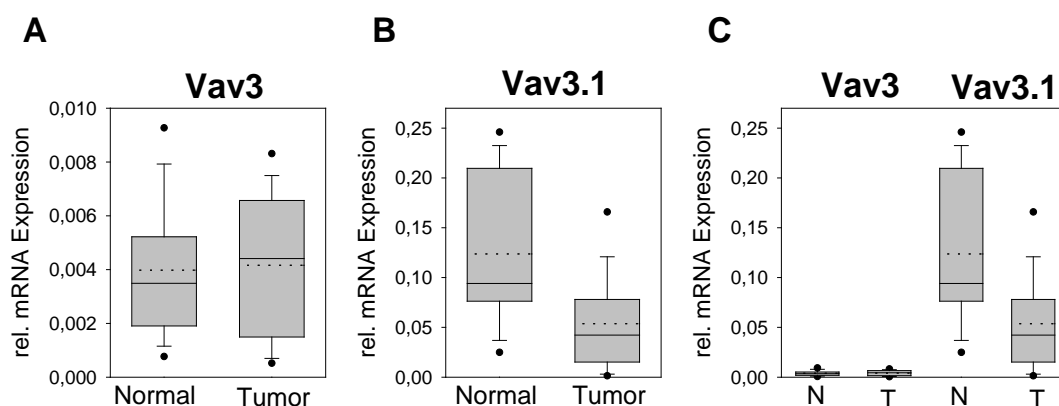 A
Vav3
rel. mRNA Expression
0,010
0,008
0,006
0,004
0,002
0,000
Normal Tumor
B
Vav3.1
rel. mRNA Expression
0,25
0,20
0,15
0,10
0,05
0,00
Normal Tumor
C
Vav3 Vav3.1
rel. mRNA Expression
0,25
0,20
0,15
0,10
0,05
0,00
N T N T